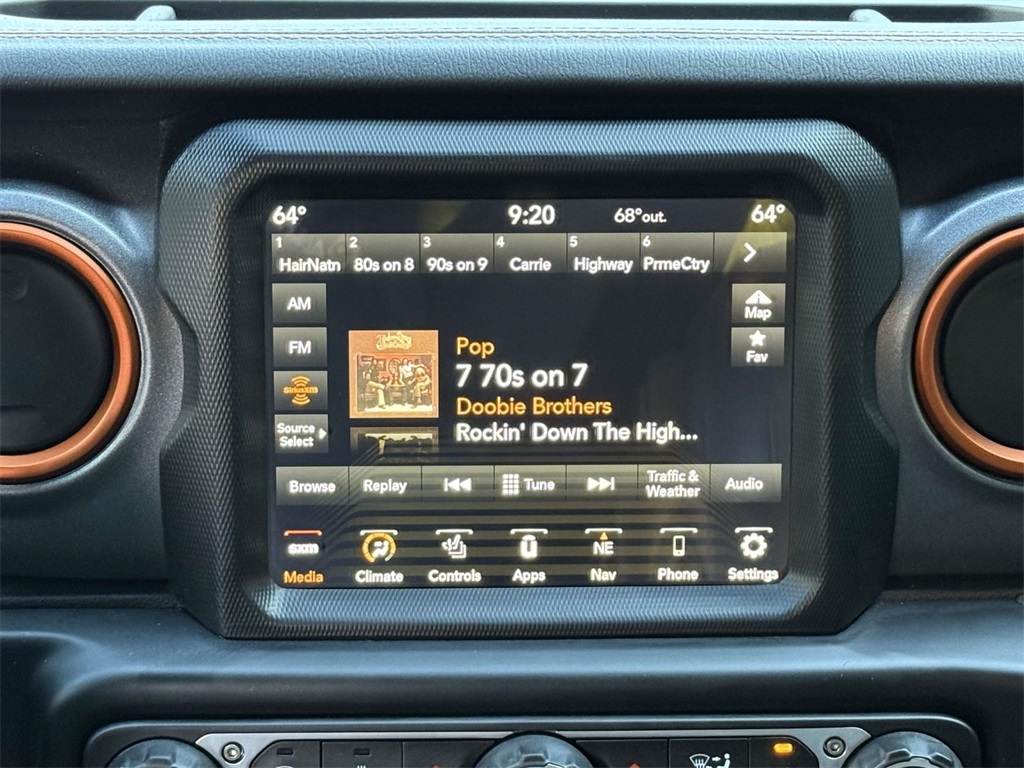 64° 9:20 68°out. 64°
1 2 3 4 5 6
HairNatn 80s on 8 90s on 9 Carrie Highway PrmeCtry
AM
Map
FM
Fav
Pop
7 70s on 7
SiriusXM
Doobie Brothers
Source
Select
Rockin' Down The High...
Browse Replay Tune Traffic &
Weather Audio
sxm NE
Media Climate Controls Apps Nav Phone Settings